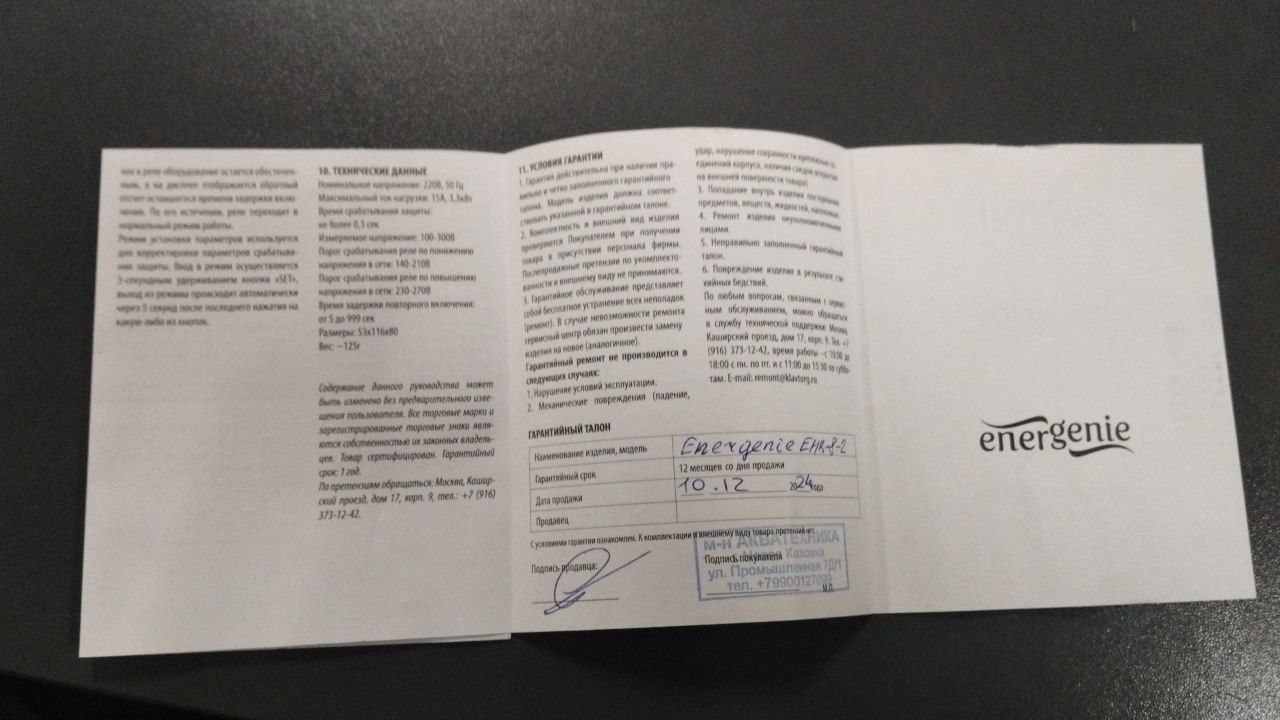 ное к реле оборудование остается обесточен-
ным, а на дисплее отображается обратный
отсчет оставшегося времени задержки вклю-
чения. По его истечении, реле переходит в
нормальный режим работы.
Режим установки параметров используется
для корректировки параметров срабатыва-
ния защиты. Вход в режим осуществляется
3-секундным удерживанием кнопки «SET»,
выход из режима происходит автоматически
через 5 секунд после последнего нажатия на
какую-либо из кнопок.
10. ТЕХНИЧЕСКИЕ ДАННЫЕ
Номинальное напряжение: 220В, 50 Гц
Максимальный ток нагрузки: 15А, 3,3кВт
Время срабатывания защиты:
не более 0,3 сек
Измеряемое напряжение: 100-300В
Порог срабатывания реле по понижению
напряжения в сети: 140-210В
Порог срабатывания реле по повышению
напряжения в сети: 230-270В
Время задержки повторного включения:
от 5 до 999 сек
Размеры: 53х116х80
Вес: ~125г
Содержание данного руководства может
быть изменено без предварительного изве-
щения пользователя. Все торговые марки и
зарегистрированные торговые знаки явля-
ются собственностью их законных владель-
цев. Товар сертифицирован. Гарантийный
срок: 1 год.
По претензиям обращаться: Москва, Кашир-
ский проезд, дом 17, корп. 9, тел.: +7 (916)
373-12-42.
11. УСЛОВИЯ ГАРАНТИИ
1. Гарантия действительна при наличии пра-
вильно и четко заполненного гарантийного
талона. Модель изделия должна соответ-
ствовать указанной в гарантийном талоне.
2. Комплектность и внешний вид изделия
проверяются Покупателем при получении
товара в присутствии персонала фирмы.
Послепродажные претензии по укомплекто-
ванности и внешнему виду не принимаются.
3. Гарантийное обслуживание представляет
собой бесплатное устранение всех неполадок
(ремонт). В случае невозможности ремонта
сервисный центр обязан произвести замену
изделия на новое (аналогичное).
Гарантийный ремонт не производится в
следующих случаях:
1. Нарушение условий эксплуатации.
2. Механические повреждения (падение,
удар, нарушение сохранности крепежных со-
единений корпуса, наличия следов вскрытия
на внешней поверхности товара)
3. Попадание внутрь изделия посторонних
предметов, веществ, жидкостей, насекомых.
4. Ремонт изделия неуполномоченными
лицами.
5. Неправильно заполненный гарантийный
талон.
6. Повреждение изделия в результате сти-
хийных бедствий.
По любым вопросам, связанным с сервис-
ным обслуживанием, можно обращаться
в службу технической поддержки: Москва,
Каширский проезд, дом 17, корп. 9. Тел. +7
(916) 373-12-42, время работы – с 10:00 до
18:00 с пн. по пт. и с 11:00 до 15:30 по суббо-
там. E-mail: remont@klavtorg.ru
ГАРАНТИЙНЫЙ ТАЛОН
Наименование изделия, модель Energenie EHR-8-2
Гарантийный срок 12 месяцев со дня продажи
Дата продажи 10.12 2024 года
Продавец
С условиями гарантии ознакомлен. К комплектации и внешнему виду товара претензий нет.
Подпись продавца:
Подпись покупателя
М.П.
м-н АКВАТЕХНИКА
г. Новая Каховка
ул. Промышленная 7Д/1
тел. +79900127099
energenie